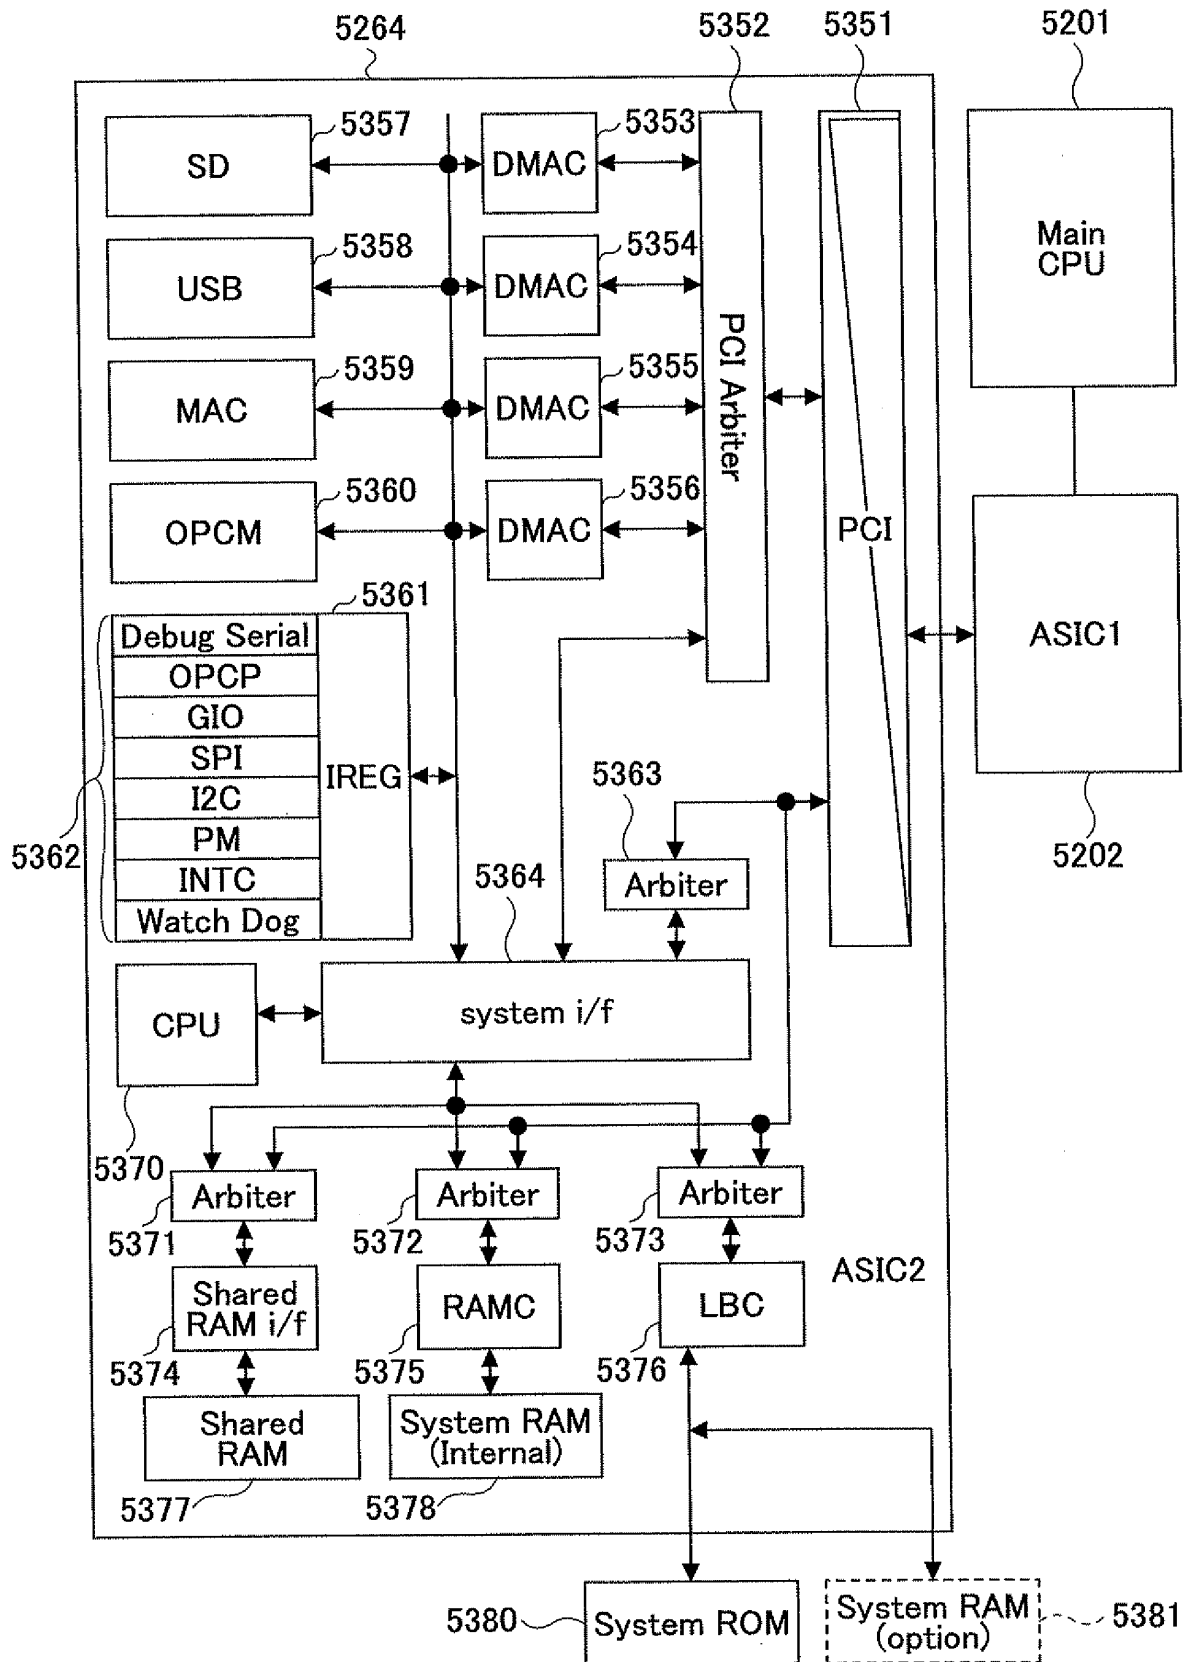 5264
5352
5351
5201
SD
5357
DMAC
5353
USB
5358
DMAC
5354
MAC
5359
DMAC
5355
OPCM
5360
DMAC
5356
PCI Arbiter
PCI
Main
CPU
ASIC1
5202
5361
Debug Serial
OPCP
GIO
SPI
I2C
PM
INTC
Watch Dog
IREG
5362
5363
Arbiter
5364
system i/f
CPU
5370
Arbiter
5371
Arbiter
5372
Arbiter
5373
Shared
RAM i/f
5374
RAMC
5375
LBC
5376
ASIC2
Shared
RAM
5377
System RAM
(Internal)
5378
5380
System ROM
System RAM
(option)
5381